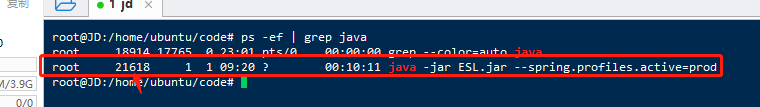 复制
1 jd
root@JD:/home/ubuntu/code# ps -ef | grep java
root     18914 17765  0 23:01 pts/0    00:00:00 grep --color=auto java
root     21618     1  1 09:20 ?        00:10:11 java -jar ESL.jar --spring.profiles.active=prod
root@JD:/home/ubuntu/code#
M/3.9G
0/0